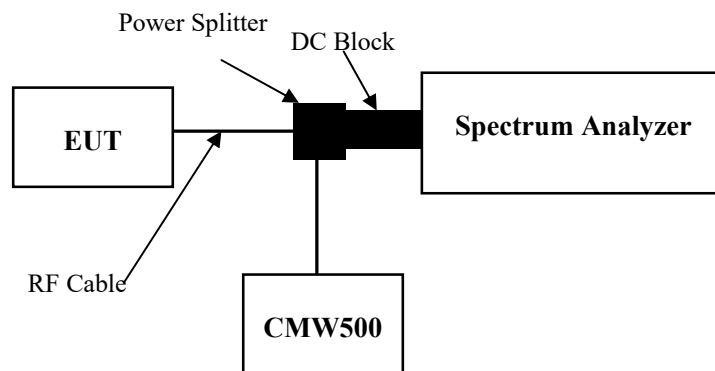 Power Splitter
DC Block
EUT
Spectrum Analyzer
RF Cable
CMW500